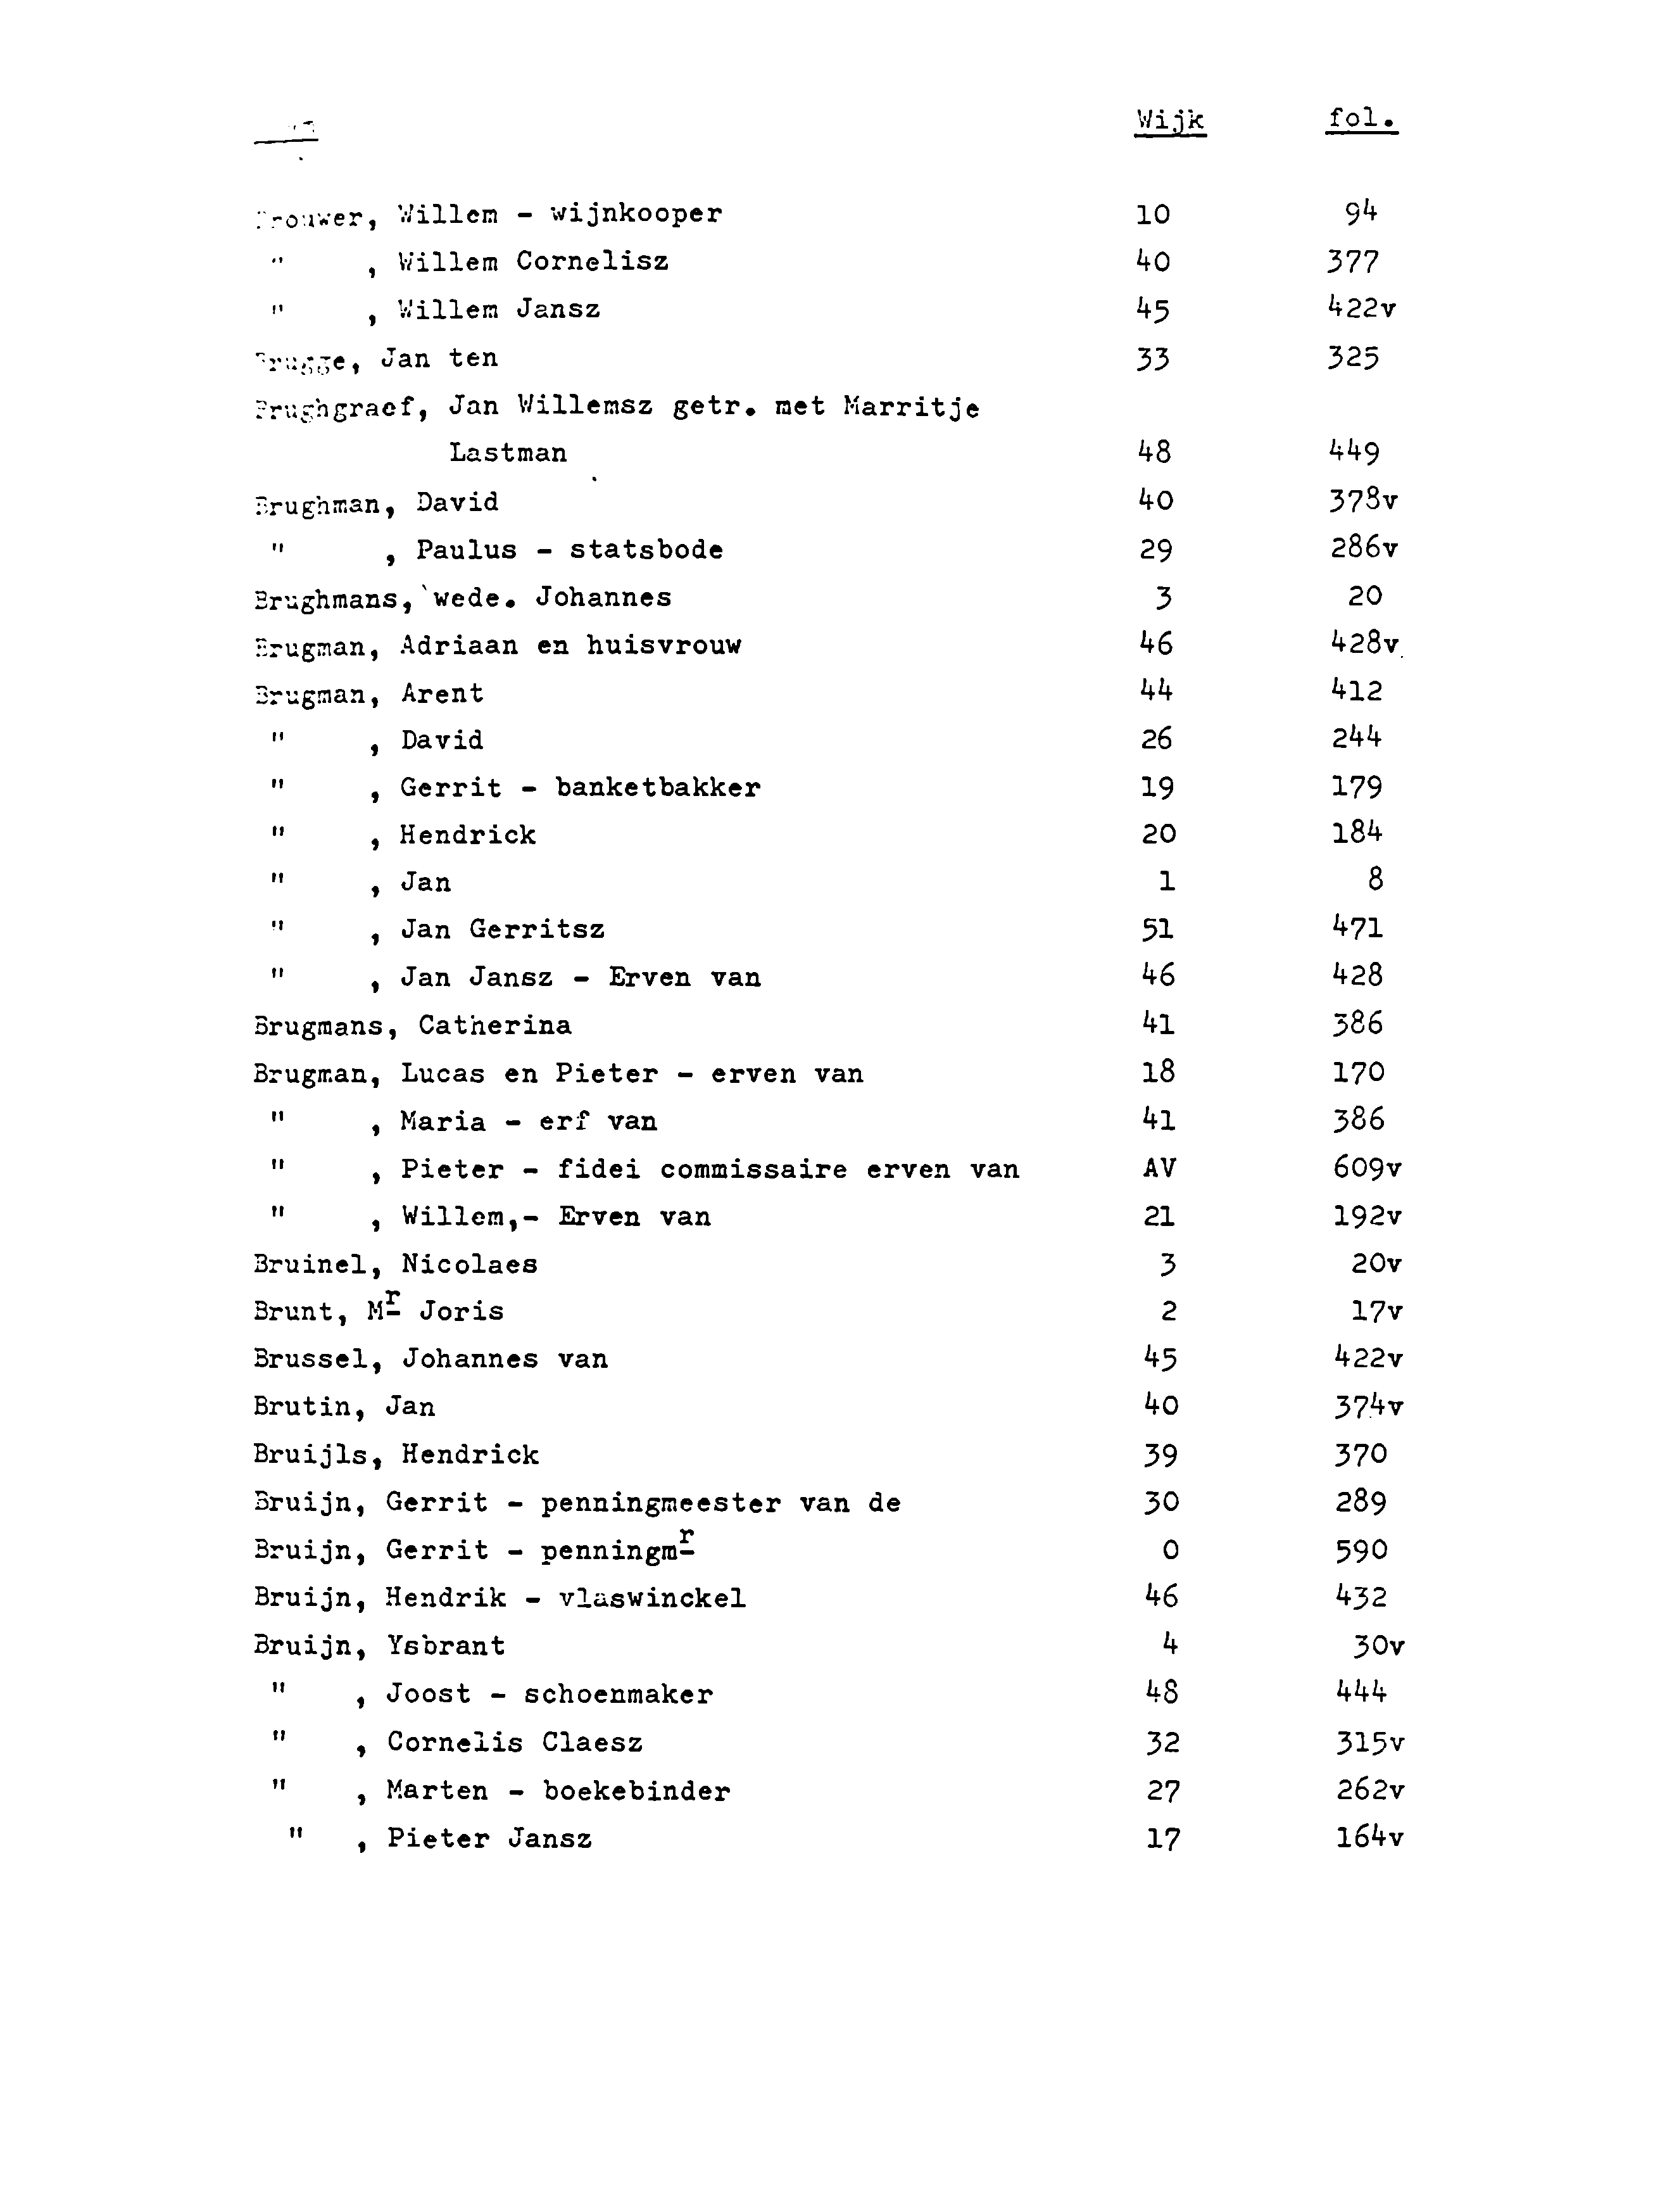 Wijk fol.
Brouwer, Willem - wijnkooper 10 94
" , Willem Cornelisz 40 377
" , Willem Jansz 45 422v
Brugge, Jan ten 33 325
Brughgraef, Jan Willemsz getr. met Marritje
Lastman 48 449
Brughman, David 40 378v
" , Paulus - statsbode 29 286v
Brughmans, wede. Johannes 3 20
Brugman, Adriaan en huisvrouw 46 428v
Brugman, Arent 44 412
" , David 26 244
" , Gerrit - banketbakker 19 179
" , Hendrick 20 184
" , Jan 1 8
" , Jan Gerritsz 51 471
" , Jan Jansz - Erven van 46 428
Brugmans, Catherina 41 386
Brugman, Lucas en Pieter - erven van 18 170
" , Maria - erf van 41 386
" , Pieter - fidei commissaire erven van AV 609v
" , Willem,- Erven van 21 192v
Bruinel, Nicolaes 3 20v
Brunt, Mr Joris 2 17v
Brussel, Johannes van 45 422v
Brutin, Jan 40 374v
Bruijls, Hendrick 39 370
Bruijn, Gerrit - penningmeester van de 30 289
Bruijn, Gerrit - penningmr 0 590
Bruijn, Hendrik - vlaswinckel 46 432
Bruijn, Ysbrant 4 30v
" , Joost - schoenmaker 48 444
" , Cornelis Claesz 32 315v
" , Marten - boekebinder 27 262v
" , Pieter Jansz 17 164v